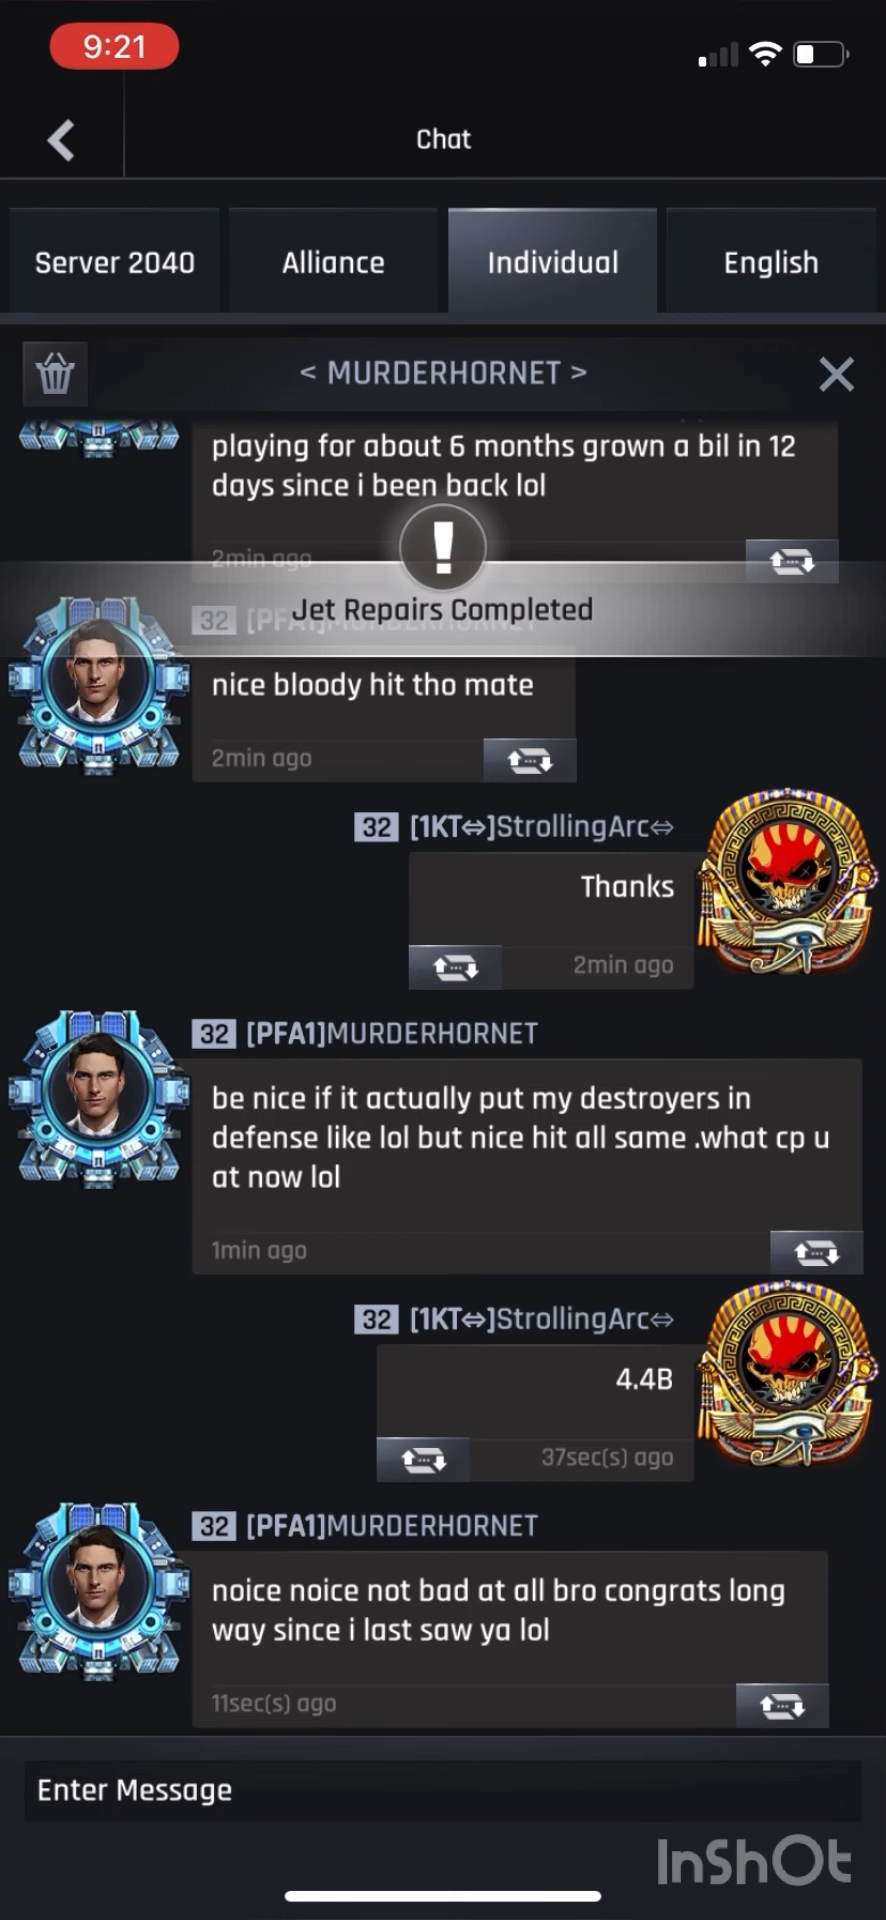 9:21
Chat
Server 2040
Alliance
Individual
English
< MURDERHORNET >
playing for about 6 months grown a bil in 12
days since i been back lol
2min ago
Jet Repairs Completed
32 [PFA1]MURDERHORNET
nice bloody hit tho mate
2min ago
32 [1KT⇔]StrollingArc⇔
Thanks
2min ago
32 [PFA1]MURDERHORNET
be nice if it actually put my destroyers in
defense like lol but nice hit all same .what cp u
at now lol
1min ago
32 [1KT⇔]StrollingArc⇔
4.4B
37sec(s) ago
32 [PFA1]MURDERHORNET
noice noice not bad at all bro congrats long
way since i last saw ya lol
11sec(s) ago
Enter Message
InShOt